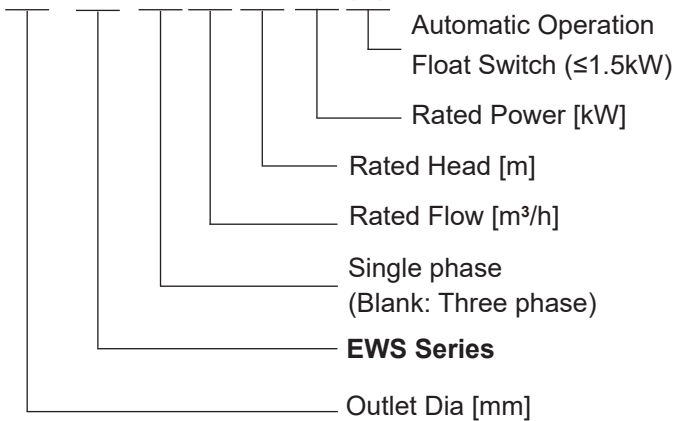 Automatic Operation
Float Switch (≤1.5kW)
Rated Power [kW]
Rated Head [m]
Rated Flow [m³/h]
Single phase
(Blank: Three phase)
EWS Series
Outlet Dia [mm]